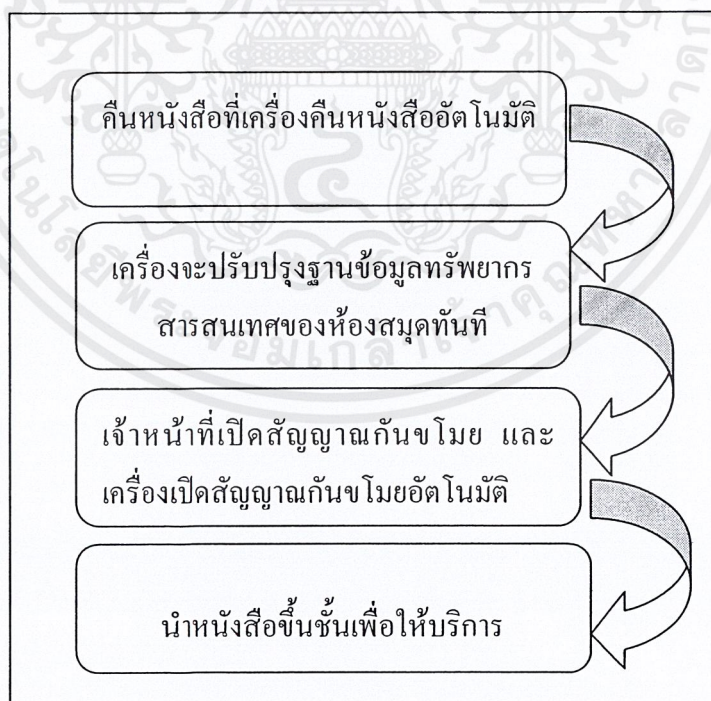 คืนหนังสือที่เครื่องคืนหนังสืออัตโนมัติ
เครื่องจะปรับปรุงฐานข้อมูลทรัพยากร
สารสนเทศของห้องสมุดทันที
เจ้าหน้าที่เปิดสัญญาณกันขโมย และ
เครื่องเปิดสัญญาณกันขโมยอัตโนมัติ
นำหนังสือขึ้นชั้นเพื่อให้บริการ